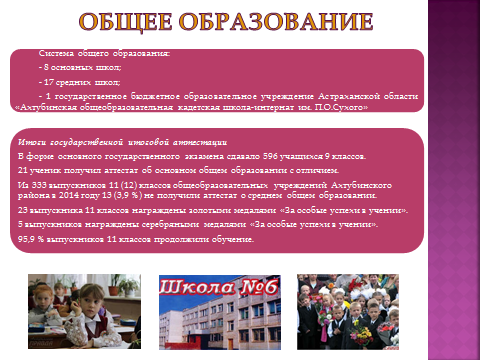 ОБЩЕЕ ОБРАЗОВАНИЕ
Система общего образования:
- 8 основных школ;
- 17 средних школ;
- 1 государственное бюджетное образовательное учреждение Астраханской области
«Ахтубинская общеобразовательная кадетская школа-интернат им. П.О.Сухого»
Итоги государственной итоговой аттестации
В форме основного государственного экзамена сдавало 596 учащихся 9 классов.
21 ученик получил аттестат об основном общем образовании с отличием.
Из 333 выпускников 11 (12) классов общеобразовательных учреждений Ахтубинского
района в 2014 году 13 (3,9 %) не получили аттестат о среднем общем образовании.
23 выпускника 11 классов награждены золотыми медалями «За особые успехи в учении».
5 выпускников награждены серебряными медалями «За особые успехи в учении».
95,9 % выпускников 11 классов продолжили обучение.
Школа №6